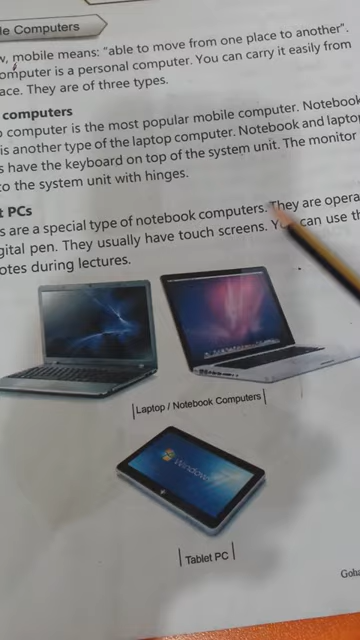 le Computers
w, mobile means: "able to move from one place to another".
omputer is a personal computer. You can carry it easily from
ace. They are of three types.
computers
o computer is the most popular mobile computer. Notebook
is another type of the laptop computer. Notebook and lapto
s have the keyboard on top of the system unit. The monitor
to the system unit with hinges.
t PCs
s are a special type of notebook computers. They are opera
gital pen. They usually have touch screens. You can use th
otes during lectures.
Laptop / Notebook Computers
Windows
Tablet PC
Goha